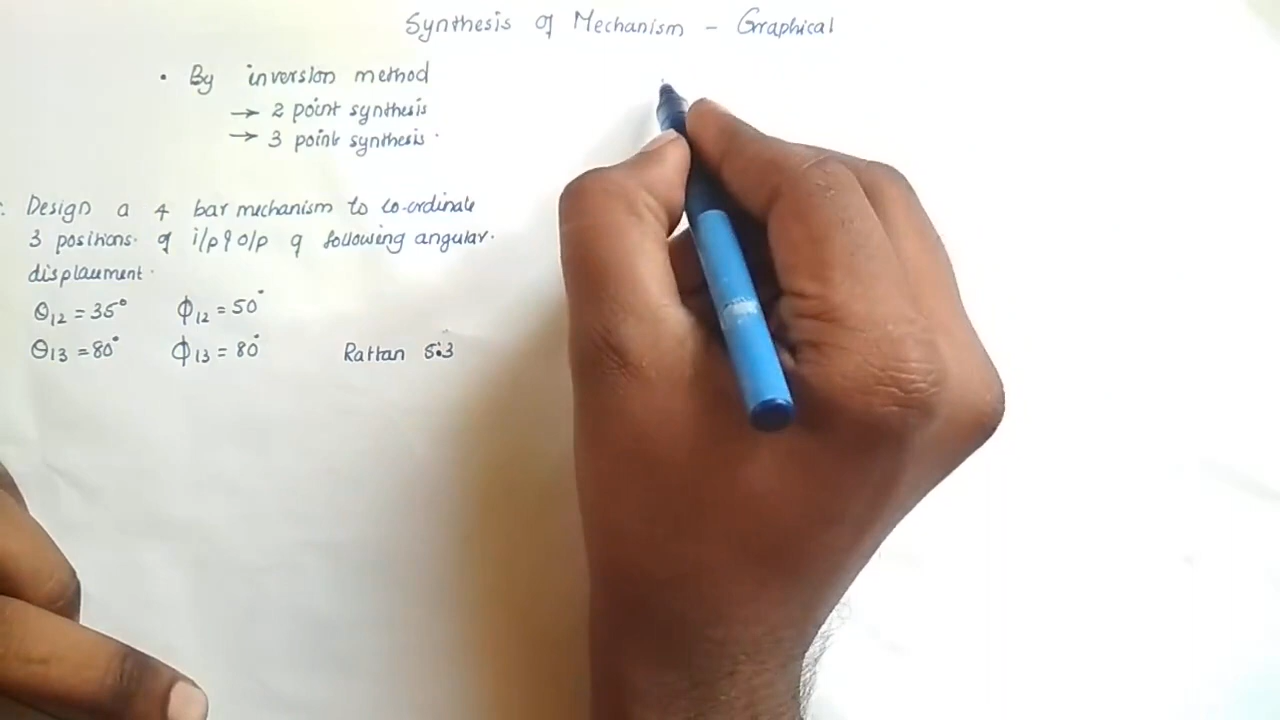 Synthesis of Mechanism - Graphical
• By inversion method
→ 2 point synthesis
→ 3 point synthesis.
: Design a 4 bar mechanism to co-ordinate
3 positions. of i/p & o/p of following angular.
displacment.
θ12 = 35° ϕ12 = 50°
θ13 = 80° ϕ13 = 80° Rattan 5.3